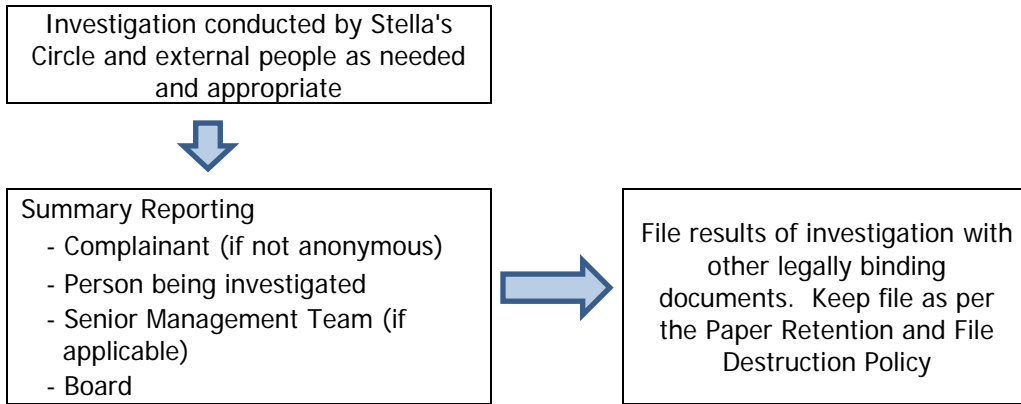 Investigation conducted by Stella's
Circle and external people as needed
and appropriate
Summary Reporting
- Complainant (if not anonymous)
- Person being investigated
- Senior Management Team (if
applicable)
- Board
File results of investigation with
other legally binding
documents.  Keep file as per
the Paper Retention and File
Destruction Policy